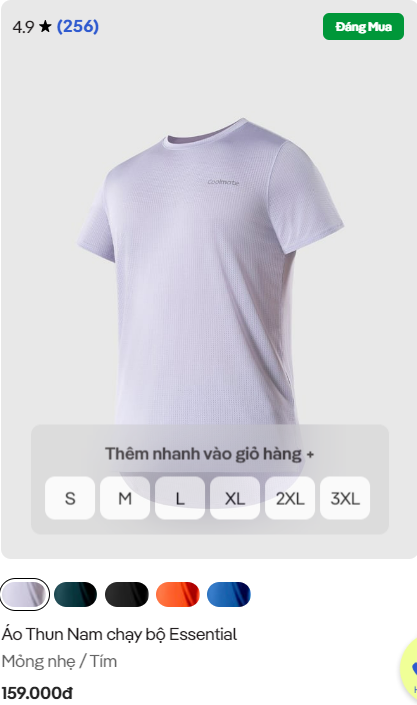 4.9 ★ (256)
Đáng Mua
coolmate
Thêm nhanh vào giỏ hàng +
S M L XL 2XL 3XL
Áo Thun Nam chạy bộ Essential
Mỏng nhẹ / Tím
159.000đ